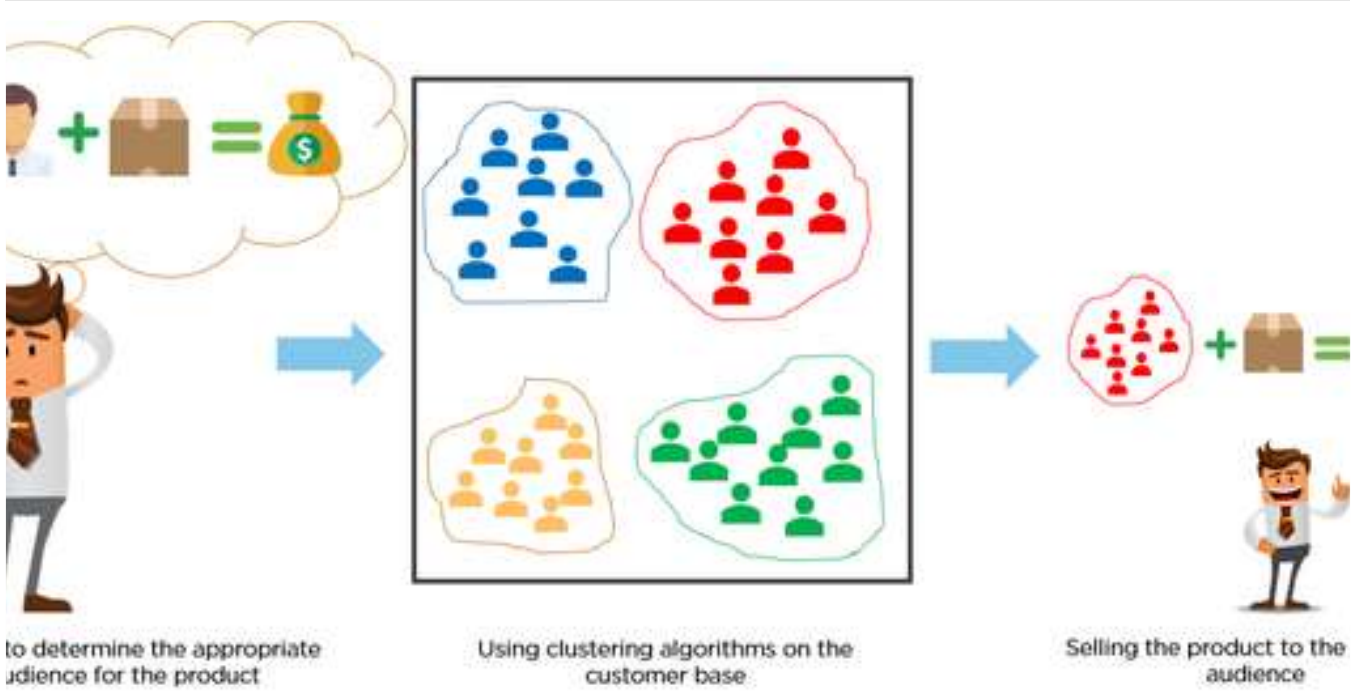 to determine the appropriate
udience for the product
Using clustering algorithms on the
customer base
Selling the product to the
audience
$